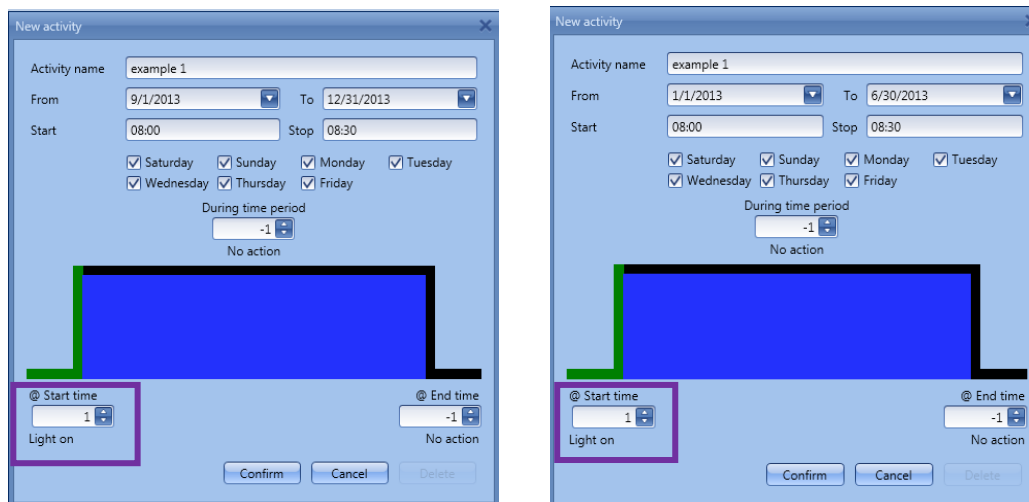 New activity
Activity name example 1
From 9/1/2013 To 12/31/2013
Start 08:00 Stop 08:30
Saturday Sunday Monday Tuesday
Wednesday Thursday Friday
During time period
-1
No action
@ Start time @ End time
1 -1
Light on No action
Confirm Cancel Delete
New activity
Activity name example 1
From 1/1/2013 To 6/30/2013
Start 08:00 Stop 08:30
Saturday Sunday Monday Tuesday
Wednesday Thursday Friday
During time period
-1
No action
@ Start time @ End time
1 -1
Light on No action
Confirm Cancel Delete